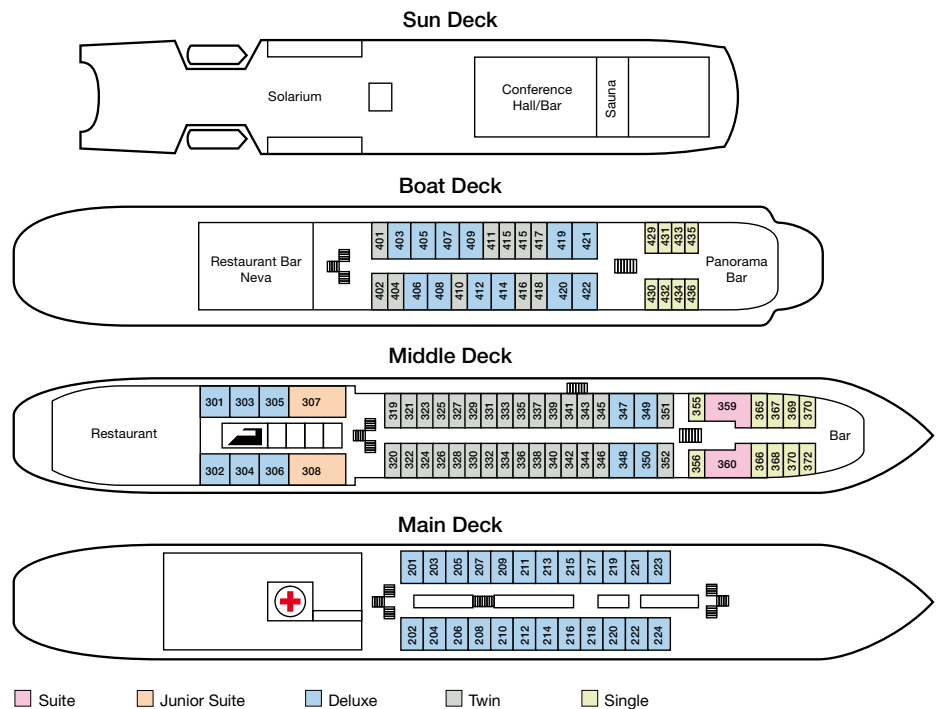 Sun Deck
Solarium
Conference
Hall/Bar
Sauna
Boat Deck
401 403 405 407 409 411 415 415 417 419 421
429 431 433 435
Restaurant Bar
Neva
Panorama
Bar
402 404 406 408 410 412 414 416 418 420 422
430 432 434 436
Middle Deck
301 303 305 307
319 321 323 325 327 329 331 333 335 337 339 341 343 345 347 349 351
355 359 365 367 369 370
Restaurant
Bar
302 304 306 308
320 322 324 326 328 330 332 334 336 338 340 342 344 346 348 350 352
356 360 366 368 370 372
Main Deck
201 203 205 207 209 211 213 215 217 219 221 223
202 204 206 208 210 212 214 216 218 220 222 224
Suite
Junior Suite
Deluxe
Twin
Single